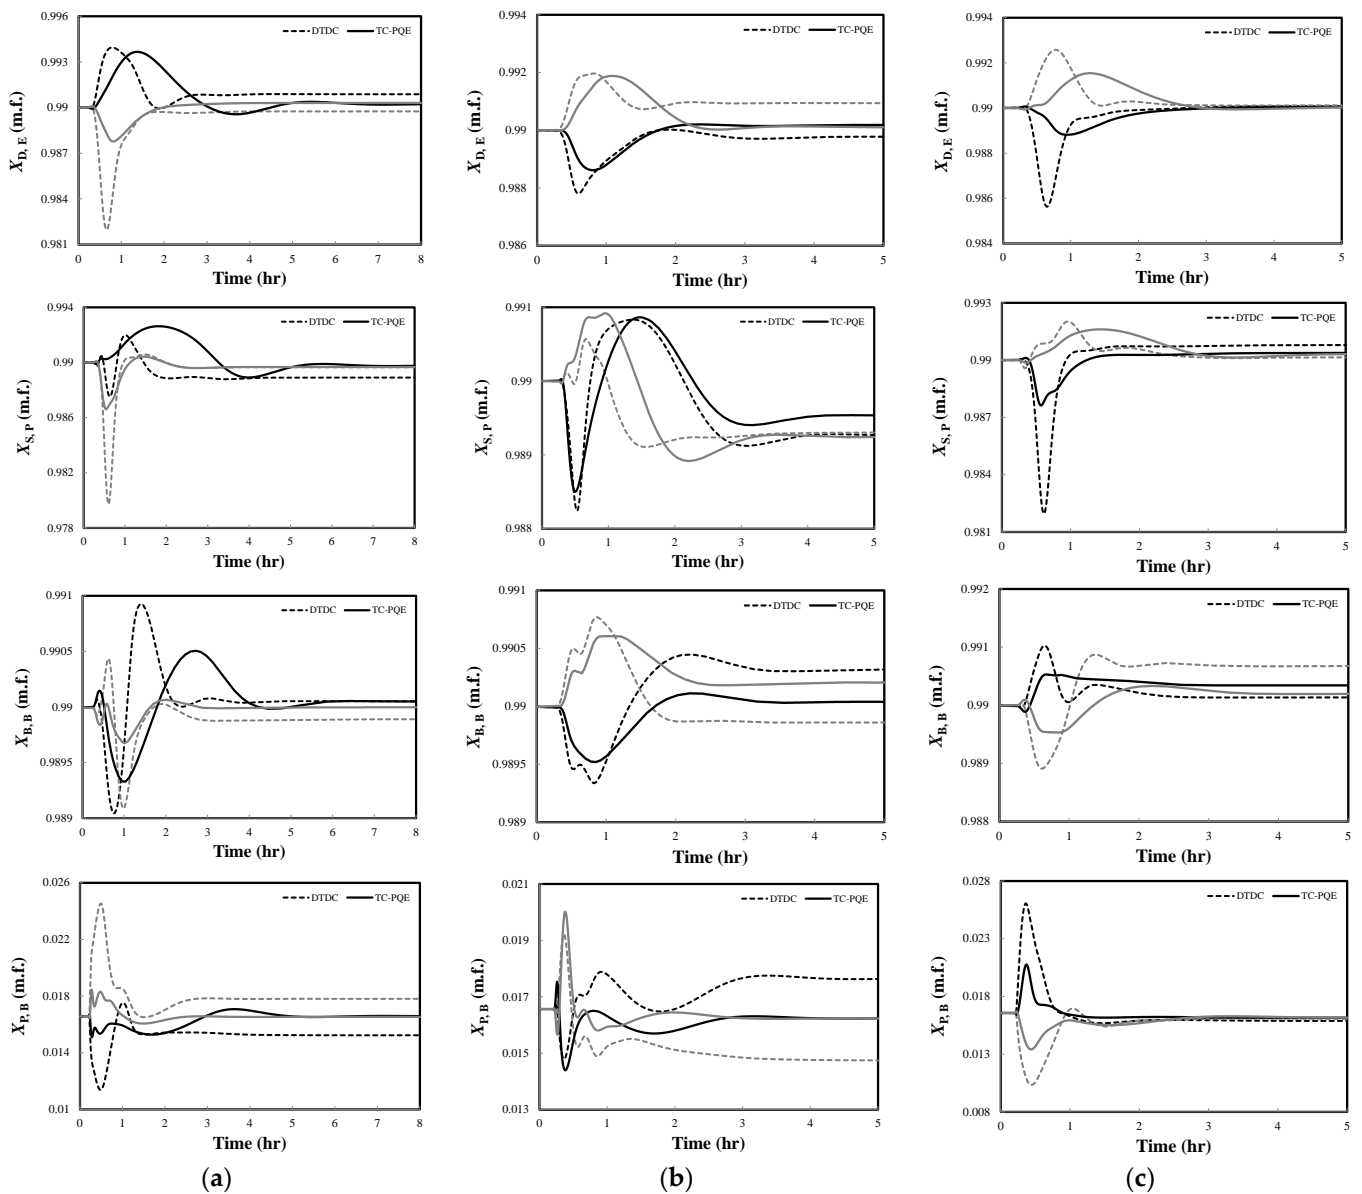 0.996
0.993
0.99
0.987
0.984
0.981
X D, E (m.f.)
DTDC TC-PQE
0 1 2 3 4 5 6 7 8
Time (hr)
0.994
0.992
0.99
0.988
0.986
X D, E (m.f.)
DTDC TC-PQE
0 1 2 3 4 5
Time (hr)
0.994
0.992
0.99
0.988
0.986
0.984
X D, E (m.f.)
DTDC TC-PQE
0 1 2 3 4 5
Time (hr)
0.994
0.99
0.986
0.982
0.978
X S, P (m.f.)
DTDC TC-PQE
0 1 2 3 4 5 6 7 8
Time (hr)
0.991
0.99
0.989
0.988
X S, P (m.f.)
DTDC TC-PQE
0 1 2 3 4 5
Time (hr)
0.993
0.99
0.987
0.984
0.981
X S, P (m.f.)
DTDC TC-PQE
0 1 2 3 4 5
Time (hr)
0.991
0.9905
0.99
0.9895
0.989
X B, B (m.f.)
DTDC TC-PQE
0 1 2 3 4 5 6 7 8
Time (hr)
0.991
0.9905
0.99
0.9895
0.989
X B, B (m.f.)
DTDC TC-PQE
0 1 2 3 4 5
Time (hr)
0.992
0.991
0.99
0.989
0.988
X B, B (m.f.)
DTDC TC-PQE
0 1 2 3 4 5
Time (hr)
0.026
0.022
0.018
0.014
0.01
X P, B (m.f.)
DTDC TC-PQE
0 1 2 3 4 5 6 7 8
Time (hr)
0.021
0.019
0.017
0.015
0.013
X P, B (m.f.)
DTDC TC-PQE
0 1 2 3 4 5
Time (hr)
0.028
0.023
0.018
0.013
0.008
X P, B (m.f.)
DTDC TC-PQE
0 1 2 3 4 5
Time (hr)
(a) (b) (c)